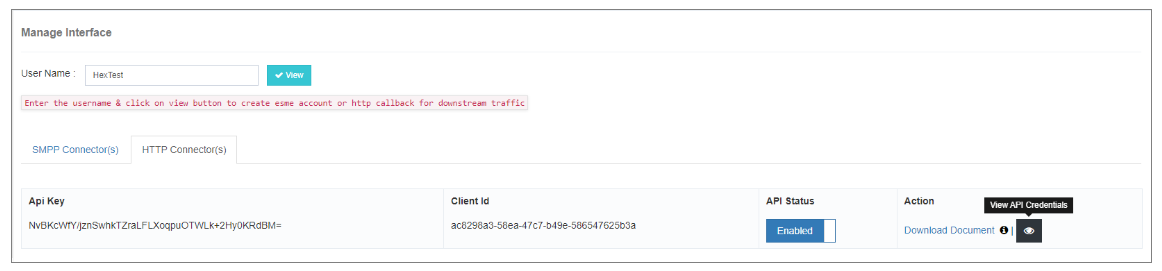 Manage Interface
User Name : HexTest View
Enter the username & click on view button to create esme account or http callback for downstream traffic
SMPP Connector(s) HTTP Connector(s)
Api Key Client Id API Status Action
View API Credentials
NvBKcWfY/jznSwhkTZraLFLXoqpuOTWLk+2Hy0KRdBM= ac8298a3-58ea-47c7-b49e-586547625b3a Enabled Download Document |